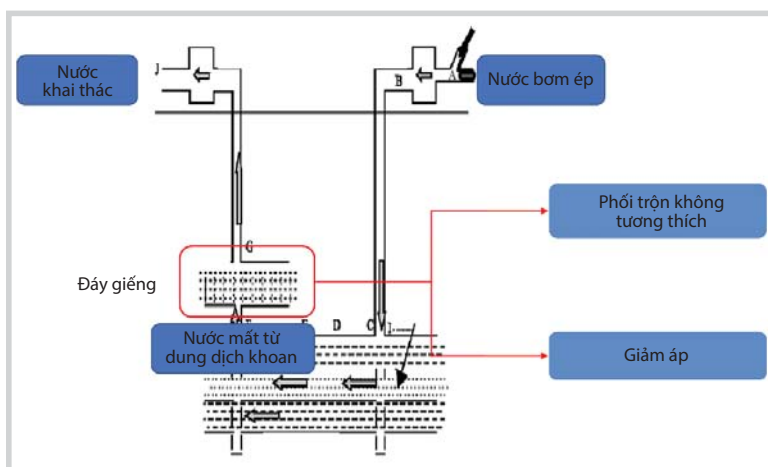 Nước
khai thác
J
B
A
Nước bơm ép
Phối trộn không
tương thích
G
Đáy giếng
E
D
C
Nước mất từ
dung dịch khoan
Giảm áp